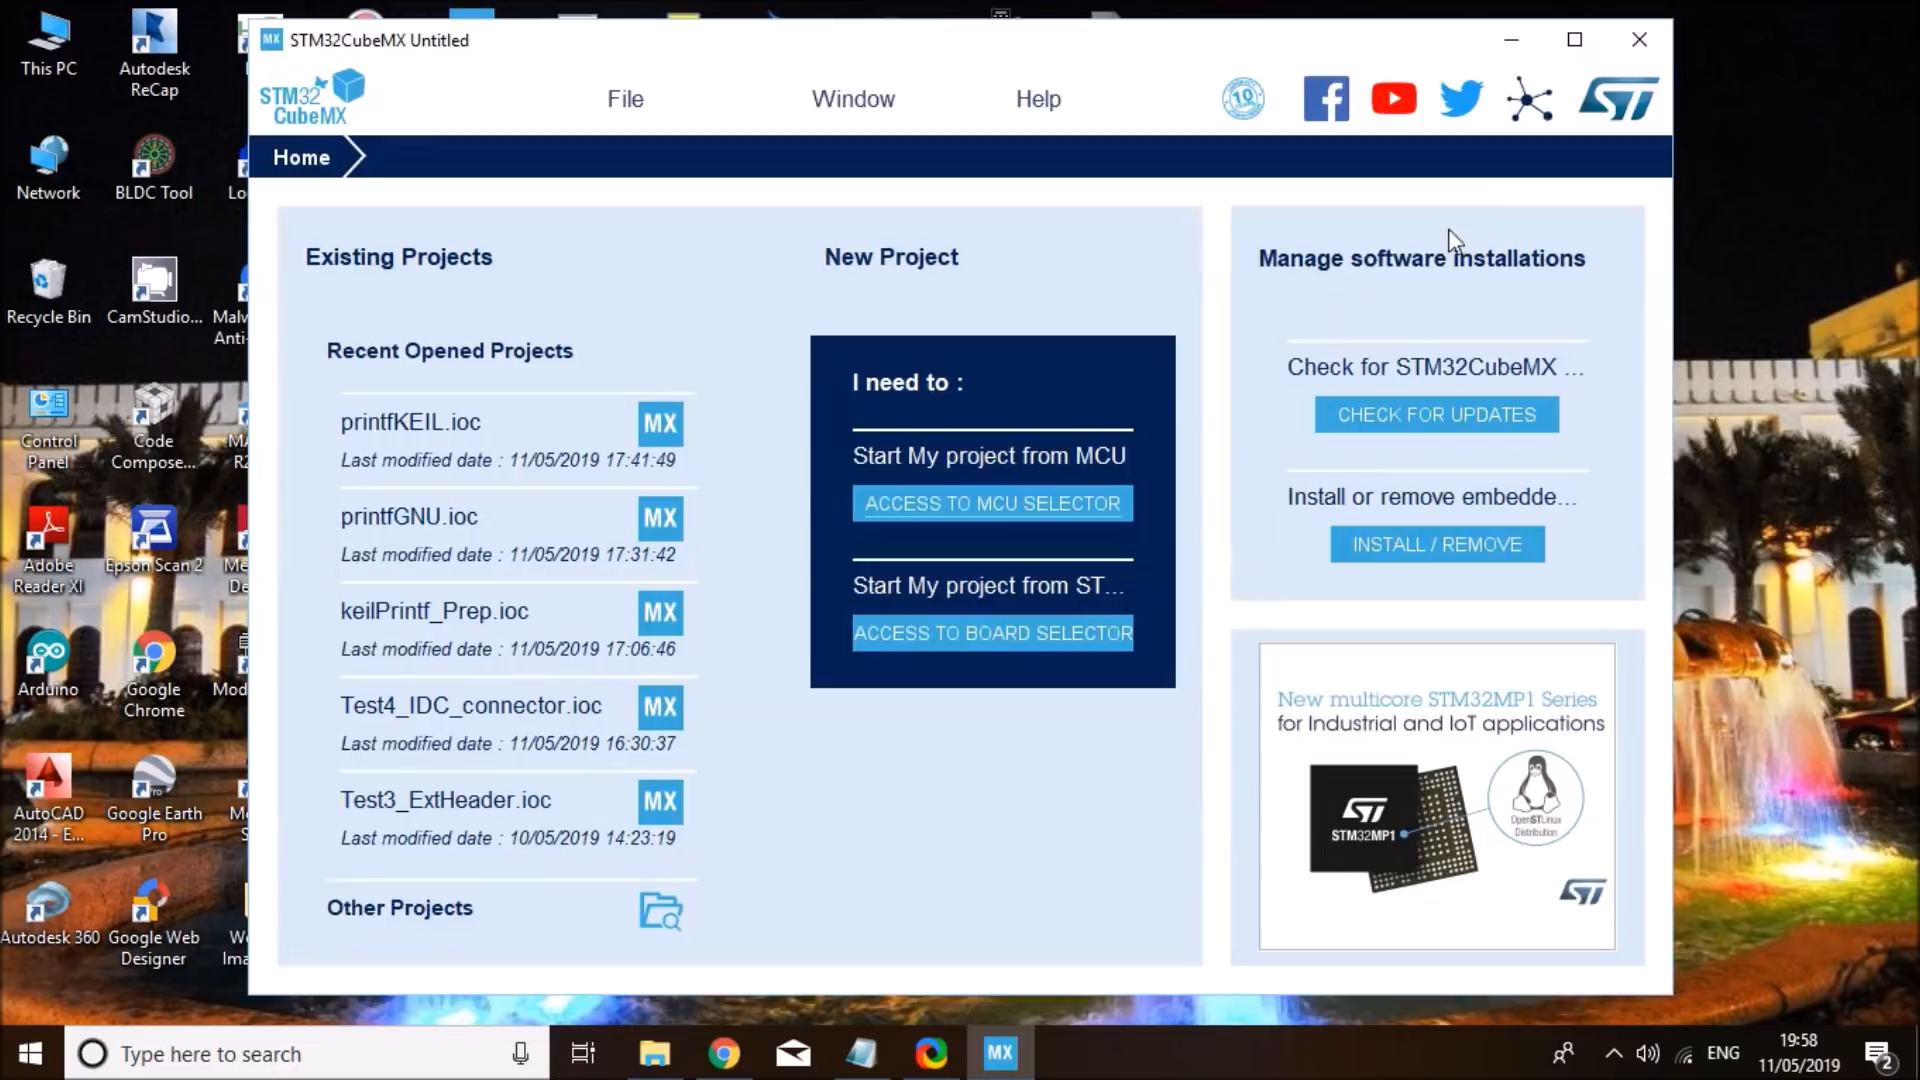 This PC
Autodesk
ReCap
Network
BLDC Tool
Recycle Bin
CamStudio...
Control
Panel
Code
Compose...
Adobe
Reader XI
Epson Scan 2
Arduino
Google
Chrome
AutoCAD
2014 - E...
Google Earth
Pro
Autodesk 360
Google Web
Designer
MX STM32CubeMX Untitled
STM32
CubeMX
File
Window
Help
10
ST
Home
Existing Projects
Recent Opened Projects
printfKEIL.ioc
MX
Last modified date : 11/05/2019 17:41:49
printfGNU.ioc
MX
Last modified date : 11/05/2019 17:31:42
keilPrintf_Prep.ioc
MX
Last modified date : 11/05/2019 17:06:46
Test4_IDC_connector.ioc
MX
Last modified date : 11/05/2019 16:30:37
Test3_ExtHeader.ioc
MX
Last modified date : 10/05/2019 14:23:19
Other Projects
New Project
I need to :
Start My project from MCU
ACCESS TO MCU SELECTOR
Start My project from ST...
ACCESS TO BOARD SELECTOR
Manage software installations
Check for STM32CubeMX ...
CHECK FOR UPDATES
Install or remove embedde...
INSTALL / REMOVE
New multicore STM32MP1 Series
for Industrial and IoT applications
ST
STM32MP1
OpenSTLinux
Distribution
ST
Type here to search
MX
ENG
19:58
11/05/2019
2